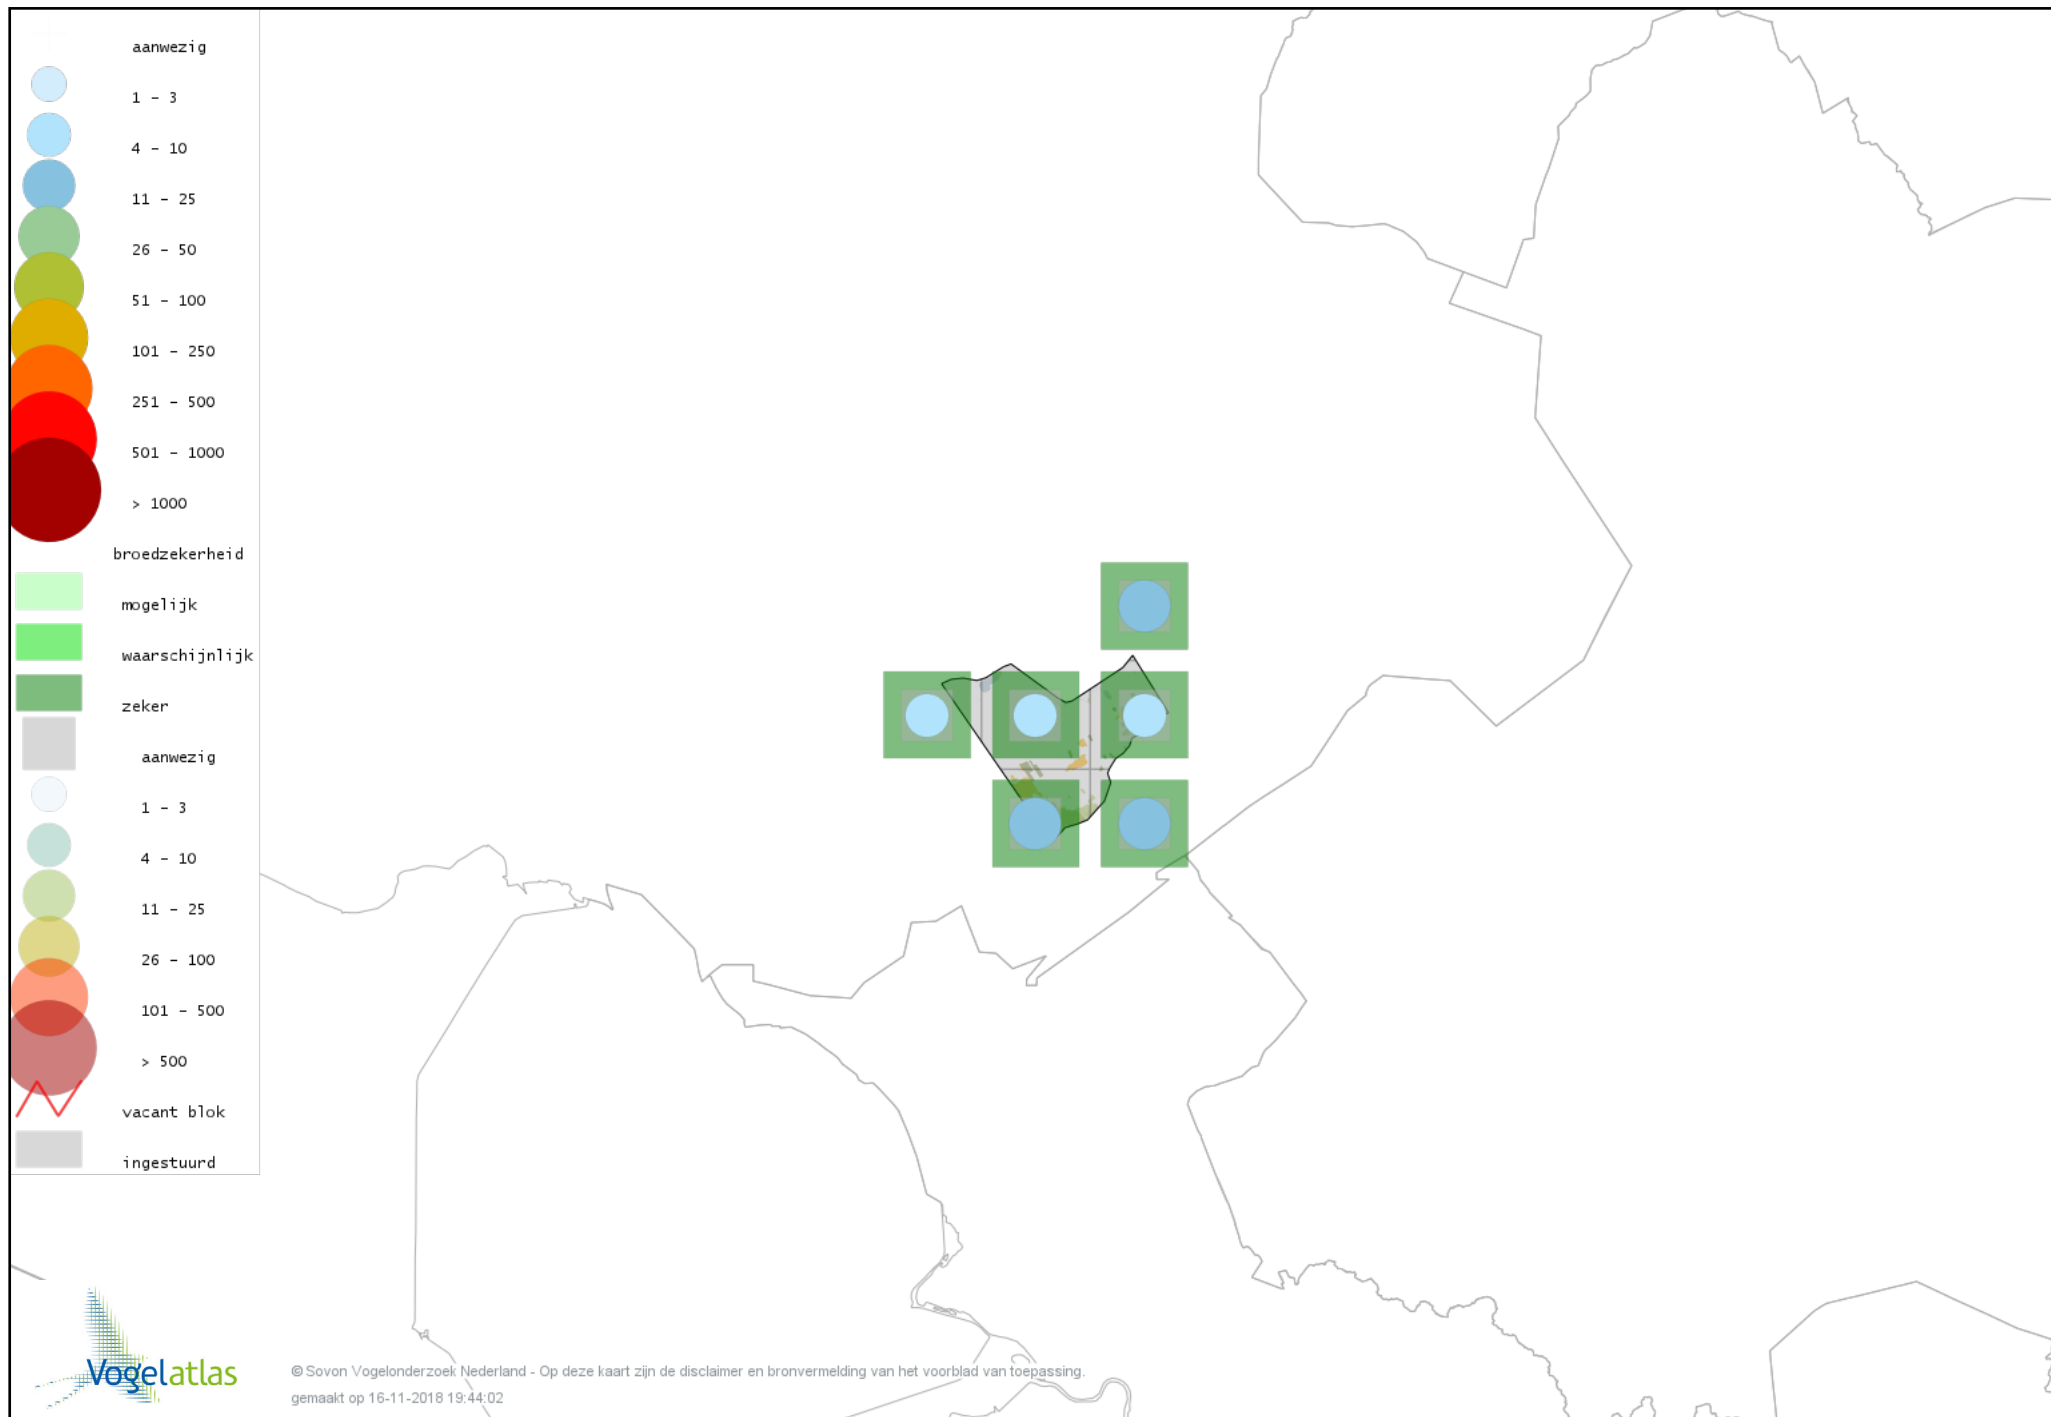 aanwezig
1 - 3
4 - 10
11 - 25
26 - 50
51 - 100
101 - 250
251 - 500
501 - 1000
> 1000
broedzekerheid
mogelijk
waarschijnlijk
zeker
aanwezig
1 - 3
4 - 10
11 - 25
26 - 100
101 - 500
> 500
vacant blok
ingestuurd
Vogelatlas
© Sovon Vogelonderzoek Nederland - Op deze kaart zijn de disclaimer en bronvermelding van het voorblad van toepassing.
gemaakt op 16-11-2018 19:44:02